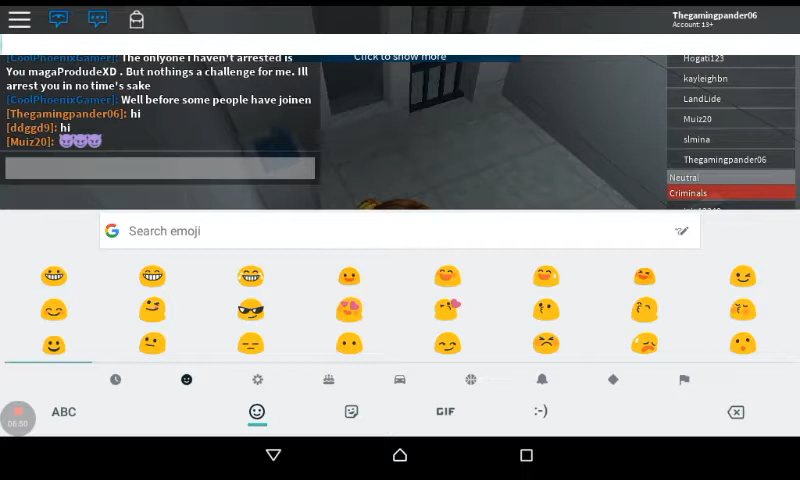 Thegamingpander06
Account: 13+
[CoolPhoenixGamer]: The onlyone i haven't arrested is
You magaProdudeXD . But nothings a challenge for me. Ill
arrest you in no time's sake
[CoolPhoenixGamer]: Well before some people have joinen
[Thegamingpander06]: hi
[ddggd9]: hi
[Muiz20]: 😈😈😈
Click to show more
Hogati123
kayleighbn
LandLide
Muiz20
slmina
Thegamingpander06
Neutral
Criminals
Search emoji
ABC
GIF
:-)